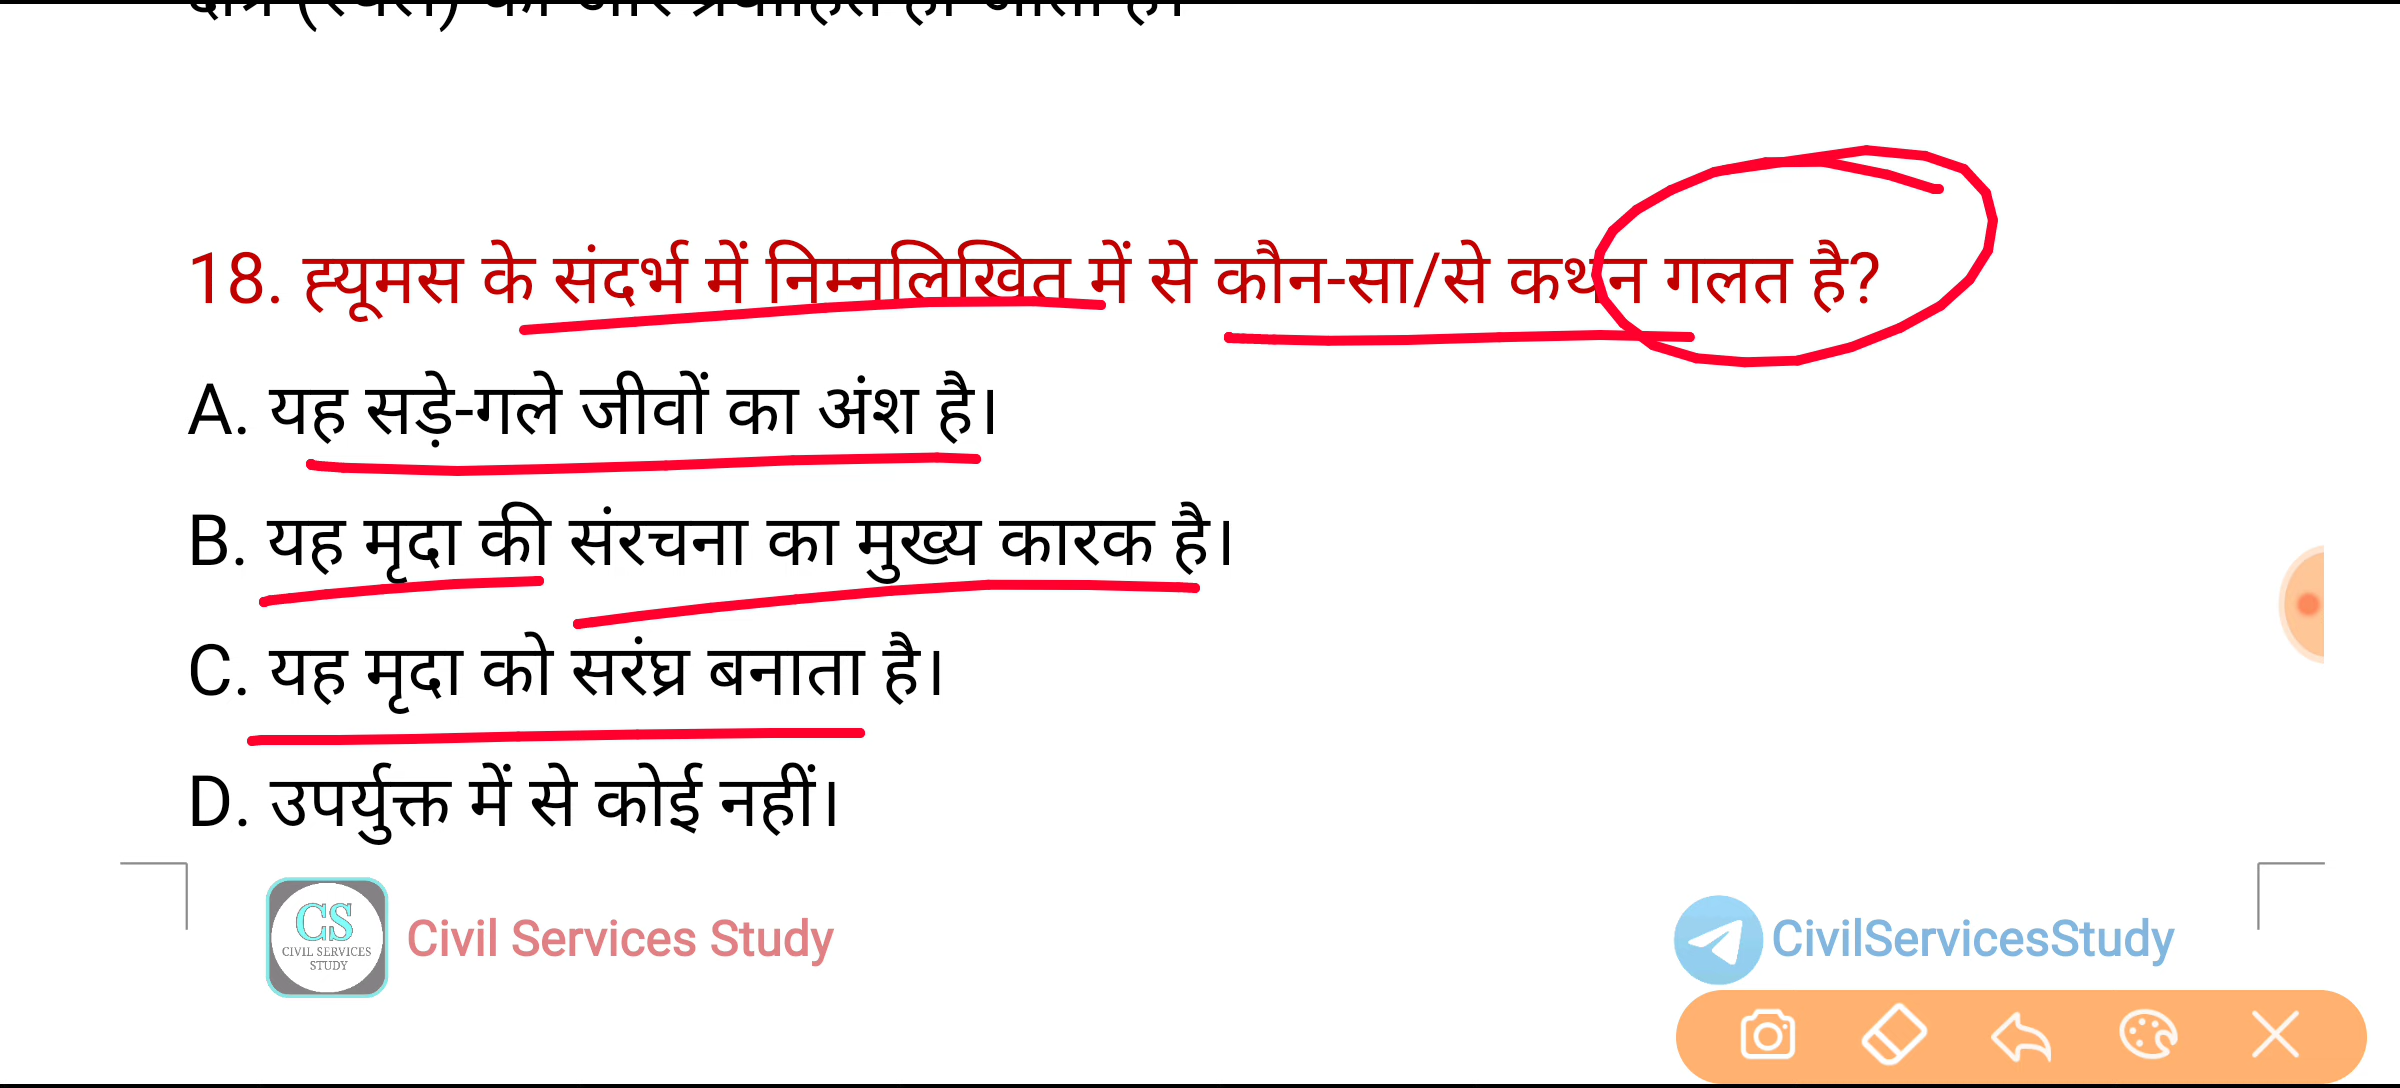 18. ह्यूमस के संदर्भ में निम्नलिखित में से कौन-सा/से कथन गलत है?
A. यह सड़े-गले जीवों का अंश है।
B. यह मृदा की संरचना का मुख्य कारक है।
C. यह मृदा को सरंघ्र बनाता है।
D. उपर्युक्त में से कोई नहीं।
CS
CIVIL SERVICES
STUDY
Civil Services Study
CivilServicesStudy